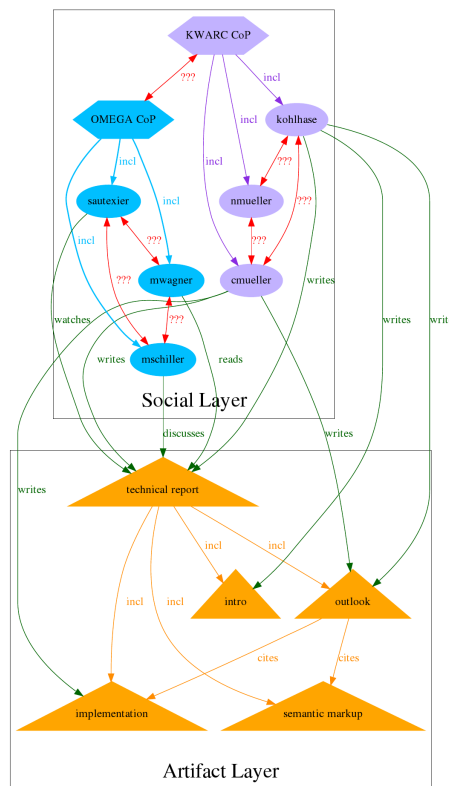 KWARC CoP
??? incl
OMEGA CoP kohlhase
incl incl incl ???
sautexier incl nmueller ???
incl ??? ???
??? mwagner cmueller writes
watches ??? writes writ
writes reads
mschiller
Social Layer
discusses writes
technical report
writes
incl incl
incl incl intro outlook
cites cites
implementation semantic markup
Artifact Layer